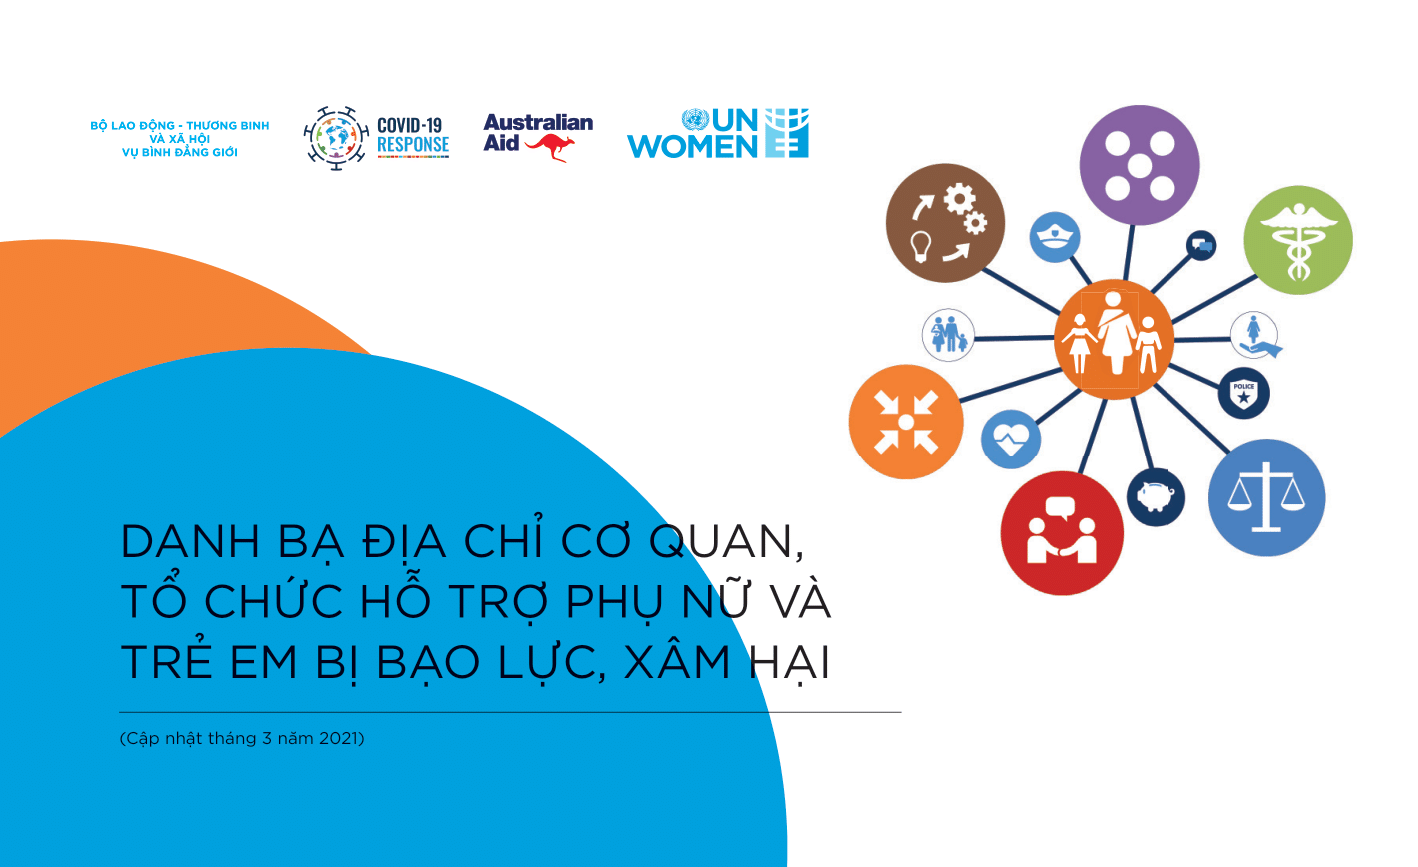 BỘ LAO ĐỘNG - THƯƠNG BINH
VÀ XÃ HỘI
VỤ BÌNH ĐẲNG GIỚI
COVID-19
RESPONSE
Australian
Aid
UN
WOMEN
POLICE
DANH BẠ ĐỊA CHỈ CƠ QUAN,
TỔ CHỨC HỖ TRỢ PHỤ NỮ VÀ
TRẺ EM BỊ BẠO LỰC, XÂM HẠI
(Cập nhật tháng 3 năm 2021)